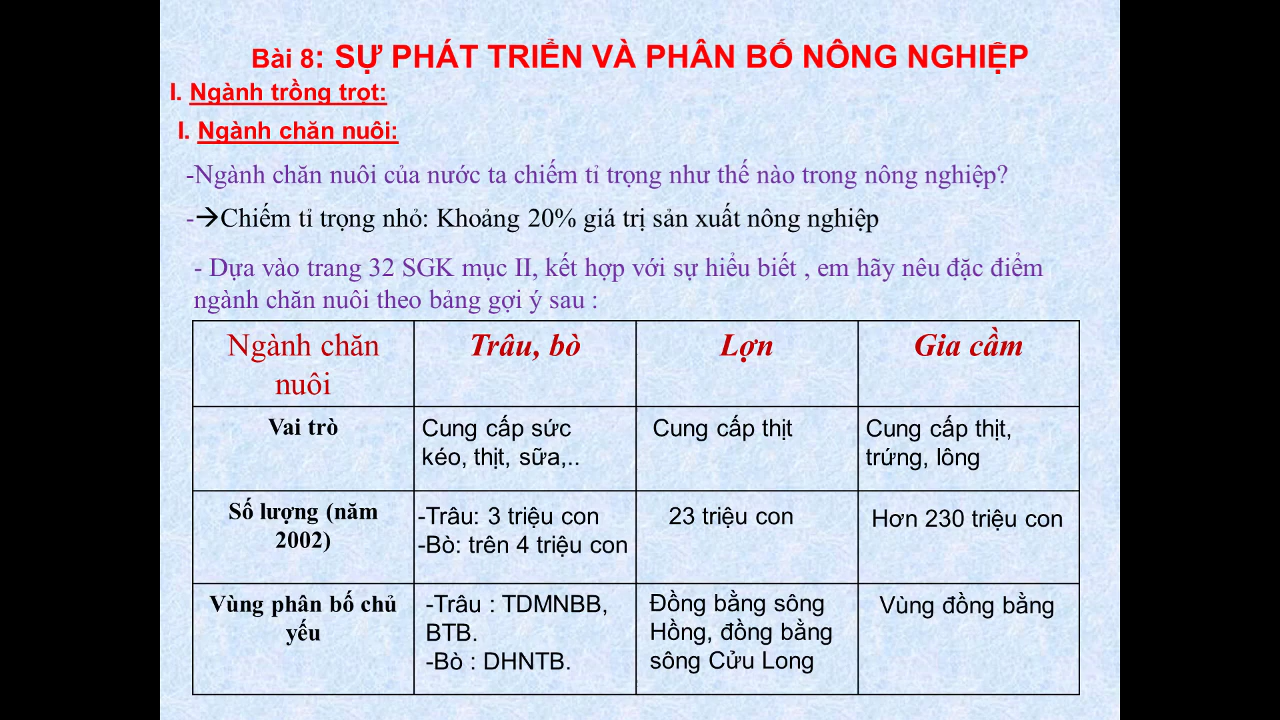 Bài 8: SỰ PHÁT TRIỂN VÀ PHÂN BỐ NÔNG NGHIỆP
I. Ngành trồng trọt:
I. Ngành chăn nuôi:
-Ngành chăn nuôi của nước ta chiếm tỉ trọng như thế nào trong nông nghiệp?
-→Chiếm tỉ trọng nhỏ: Khoảng 20% giá trị sản xuất nông nghiệp
- Dựa vào trang 32 SGK mục II, kết hợp với sự hiểu biết , em hãy nêu đặc điểm
ngành chăn nuôi theo bảng gợi ý sau :
Ngành chăn
nuôi
Trâu, bò
Lợn
Gia cầm
Vai trò
Cung cấp sức
kéo, thịt, sữa,..
Cung cấp thịt
Cung cấp thịt,
trứng, lông
Số lượng (năm
2002)
-Trâu: 3 triệu con
-Bò: trên 4 triệu con
23 triệu con
Hơn 230 triệu con
Vùng phân bố chủ
yếu
-Trâu : TDMNBB,
BTB.
-Bò : DHNTB.
Đồng bằng sông
Hồng, đồng bằng
sông Cửu Long
Vùng đồng bằng